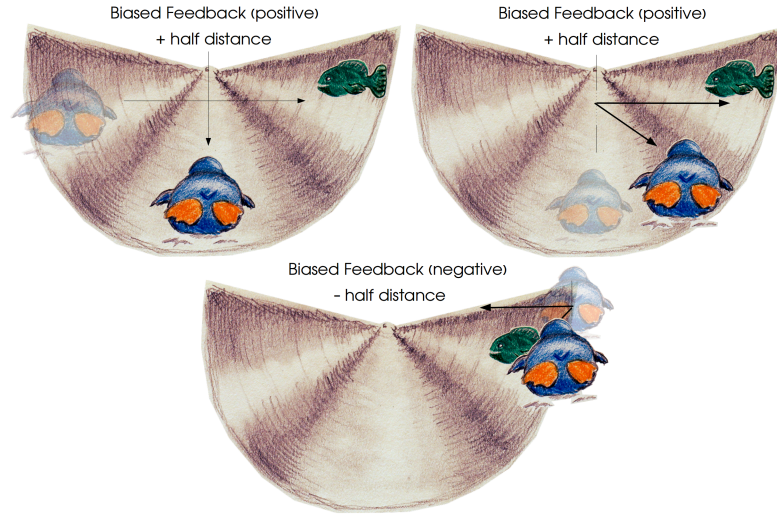 Biased Feedback (positive)
+ half distance
Biased Feedback (positive)
+ half distance
Biased Feedback (negative)
- half distance